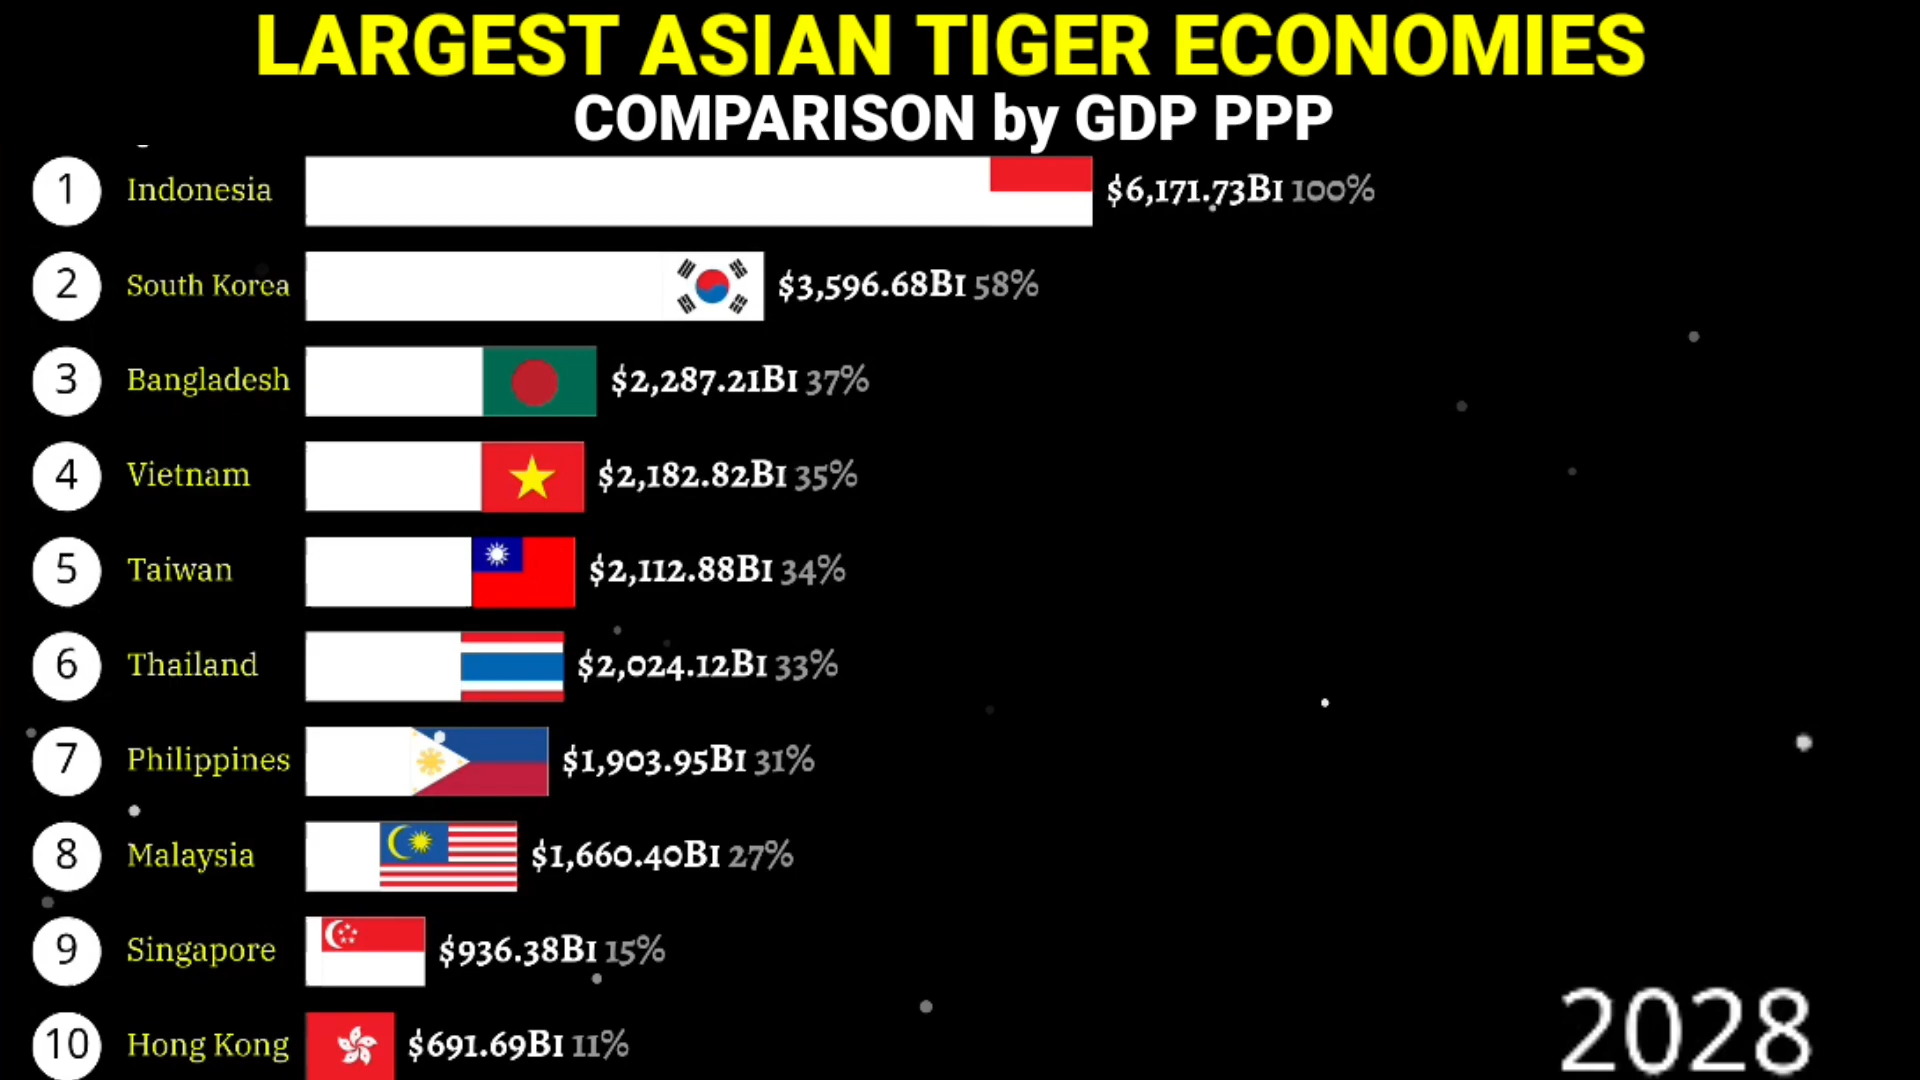 LARGEST ASIAN TIGER ECONOMIES
COMPARISON by GDP PPP
1 Indonesia $6,171.73BI 100%
2 South Korea $3,596.68BI 58%
3 Bangladesh $2,287.21BI 37%
4 Vietnam $2,182.82BI 35%
5 Taiwan $2,112.88BI 34%
6 Thailand $2,024.12BI 33%
7 Philippines $1,903.95BI 31%
8 Malaysia $1,660.40BI 27%
9 Singapore $936.38BI 15%
10 Hong Kong $691.69BI 11%
2028